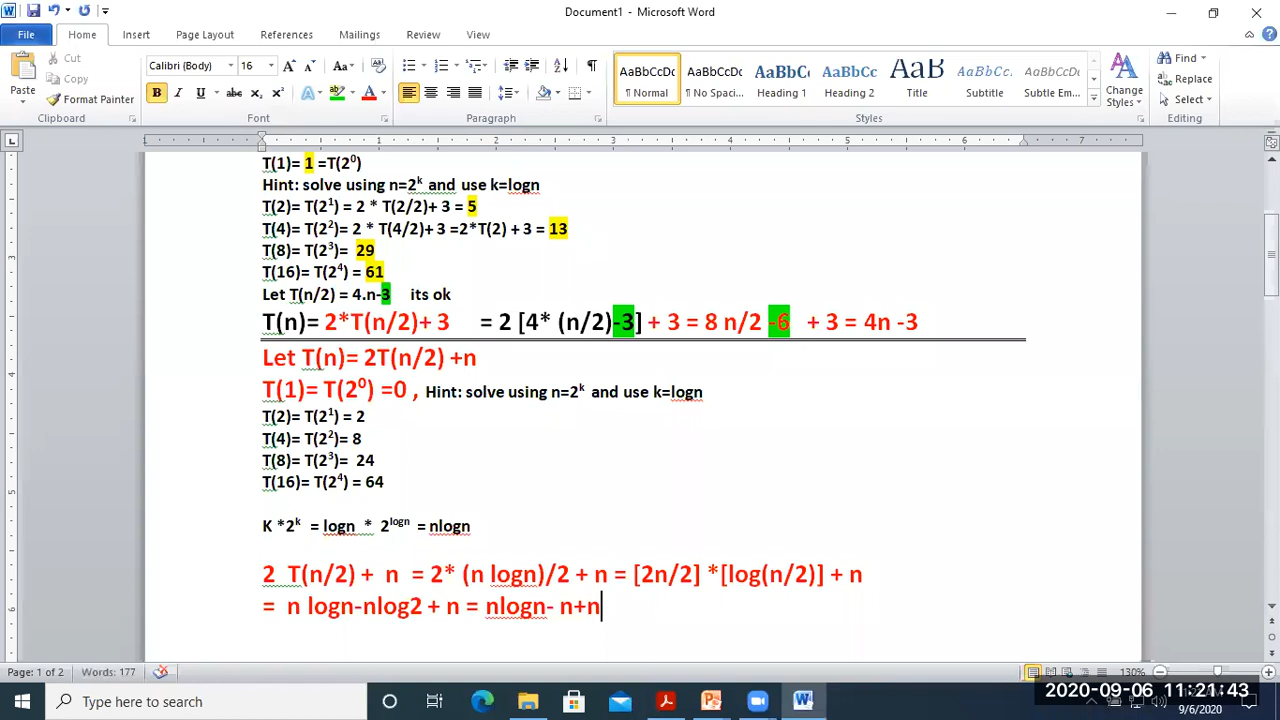 Document1 - Microsoft Word
File Home Insert Page Layout References Mailings Review View
Paste Cut Copy Format Painter Clipboard
Calibri (Body) 16 Aa B I U abc x₂ x² A Font
Paragraph
AaBbCcDc ¶ Normal AaBbCcDc ¶ No Spaci... AaBbCc Heading 1 AaBbCc Heading 2 AaB Title AaBbCc. Subtitle AaBbCcDc Subtle Em... Change Styles Styles
Find Replace Select Editing
T(1)= 1 =T(2⁰)
Hint: solve using n=2ᵏ and use k=logn
T(2)= T(2¹) = 2 * T(2/2)+ 3 = 5
T(4)= T(2²)= 2 * T(4/2)+ 3 =2*T(2) + 3 = 13
T(8)= T(2³)= 29
T(16)= T(2⁴) = 61
Let T(n/2) = 4.n-3 its ok
T(n)= 2*T(n/2)+ 3 = 2 [4* (n/2)-3] + 3 = 8 n/2 -6 + 3 = 4n -3
Let T(n)= 2T(n/2) +n
T(1)= T(2⁰) =0 , Hint: solve using n=2ᵏ and use k=logn
T(2)= T(2¹) = 2
T(4)= T(2²)= 8
T(8)= T(2³)= 24
T(16)= T(2⁴) = 64
K *2ᵏ = logn * 2ˡᵒᵍⁿ = nlogn
2 T(n/2) + n = 2* (n logn)/2 + n = [2n/2] *[log(n/2)] + n
= n logn-nlog2 + n = nlogn- n+n
Page: 1 of 2 Words: 177 130%
Type here to search
2020-09-06 11:21:43
9/6/2020